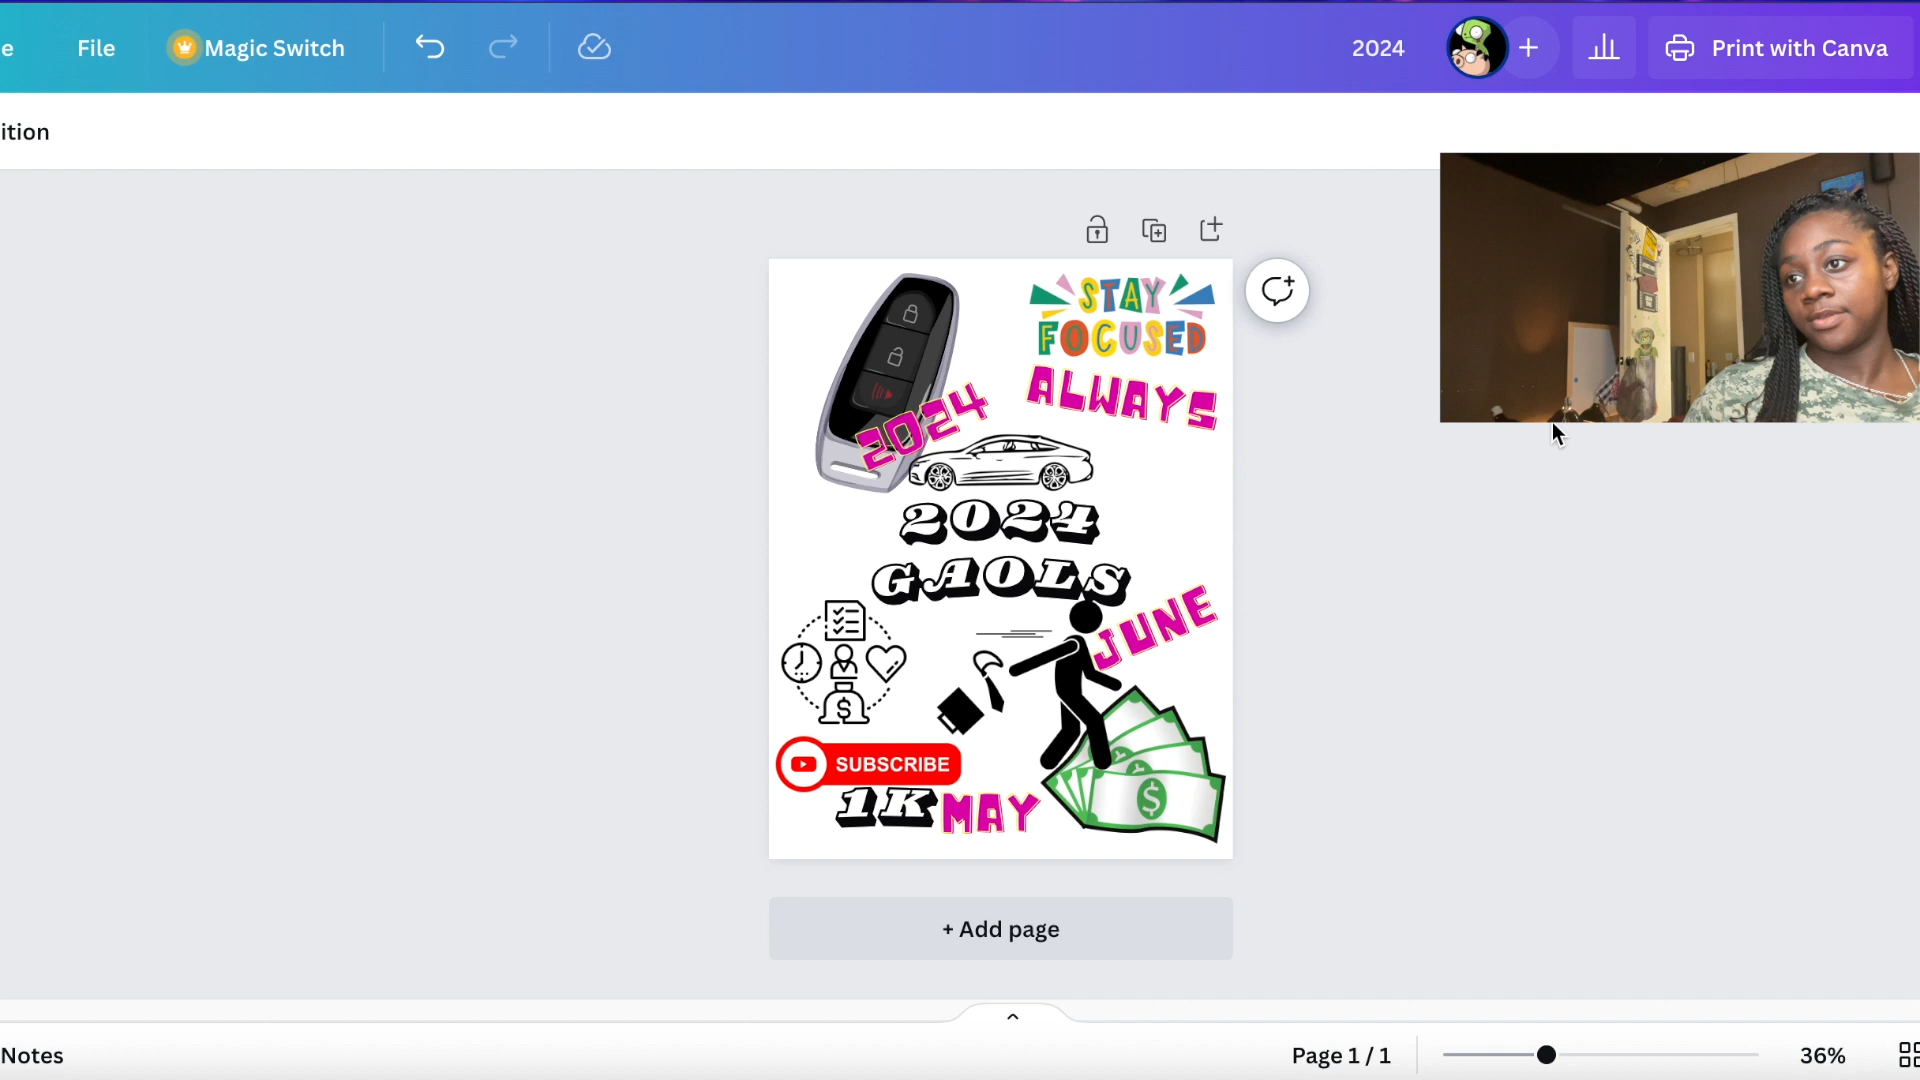 e
File
Magic Switch
2024
Print with Canva
ition
STAY
FOCUSED
ALWAYS
2024
2024
GAOLS
JUNE
SUBSCRIBE
1K
MAY
+ Add page
Notes
Page 1 / 1
36%